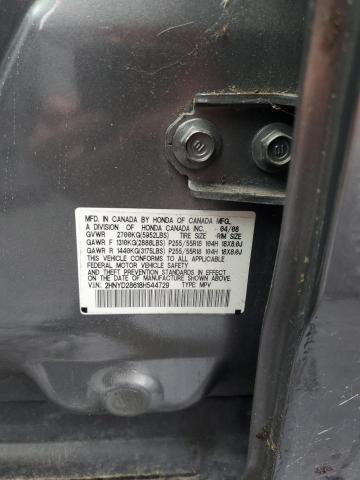 MFD. IN CANADA BY HONDA OF CANADA MFG.
A DIVISION OF HONDA CANADA INC. 04/08
GVWR 2700KG(5952LBS) TIRE SIZE RIM SIZE
GAWR F 1310KG(2888LBS) P255/55R18 104H 18X8.0J
GAWR R 1440KG(3175LBS) P255/55R18 104H 18X8.0J
THIS VEHICLE CONFORMS TO ALL APPLICABLE
FEDERAL MOTOR VEHICLE SAFETY AND
THEFT PREVENTION STANDARDS IN EFFECT ON
THE DATE OF MANUFACTURE SHOWN ABOVE.
V.I.N: 2HNYD28618H544729 TYPE: MPV